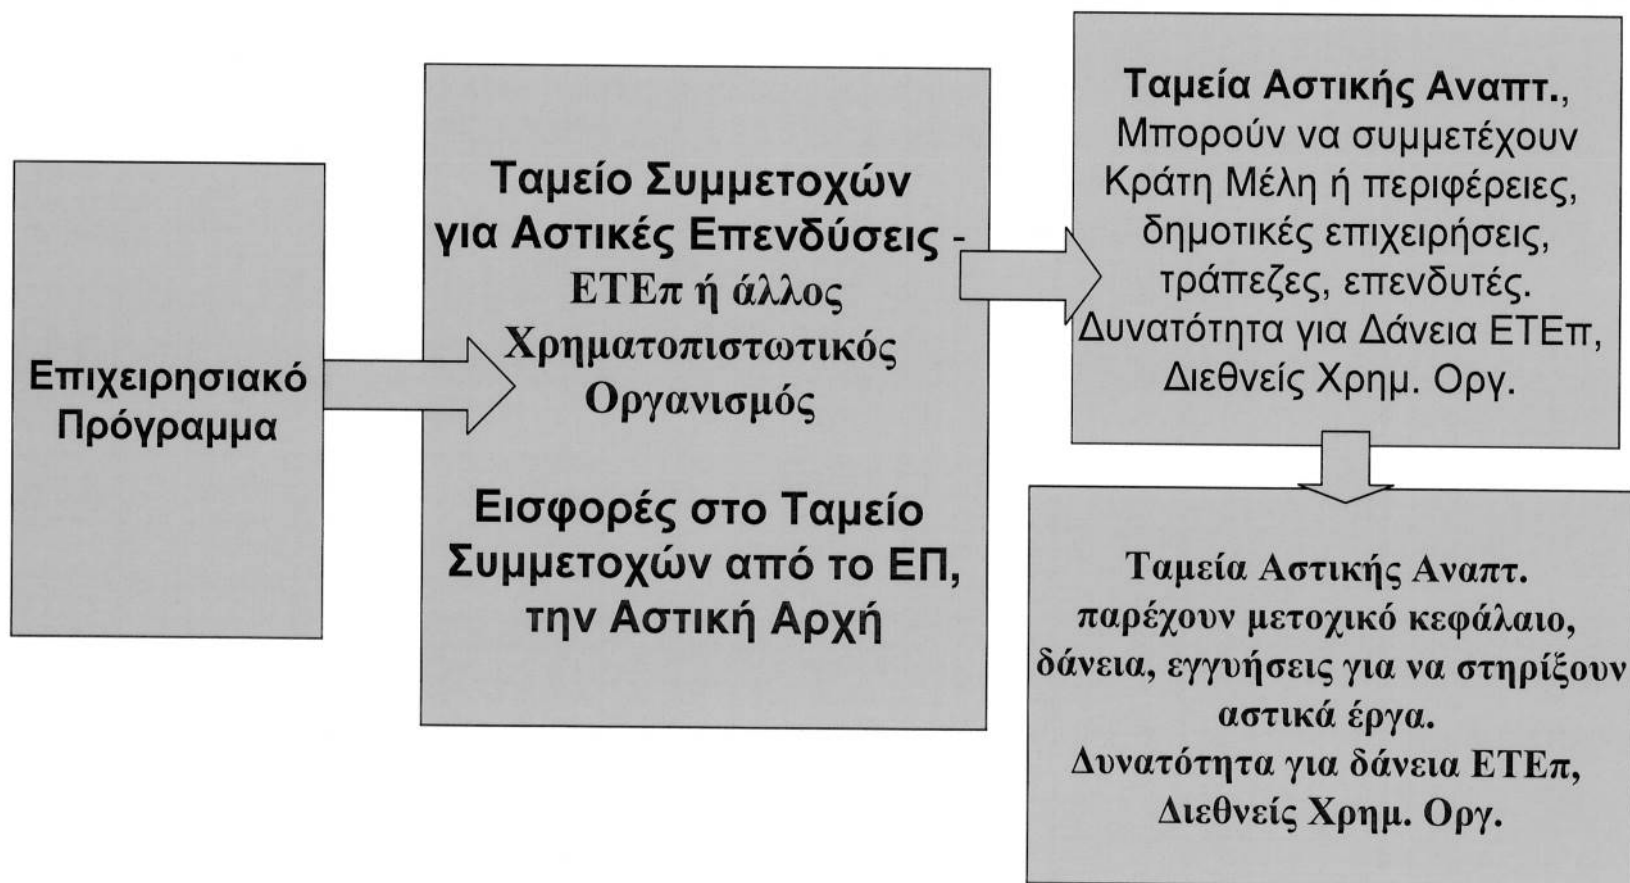 Επιχειρησιακό
Πρόγραμμα
Ταμείο Συμμετοχών
για Αστικές Επενδύσεις -
ΕΤΕπ ή άλλος
Χρηματοπιστωτικός
Οργανισμός
Εισφορές στο Ταμείο
Συμμετοχών από το ΕΠ,
την Αστική Αρχή
Ταμεία Αστικής Αναπτ.,
Μπορούν να συμμετέχουν
Κράτη Μέλη ή περιφέρειες,
δημοτικές επιχειρήσεις,
τράπεζες, επενδυτές.
Δυνατότητα για Δάνεια ΕΤΕπ,
Διεθνείς Χρημ. Οργ.
Ταμεία Αστικής Αναπτ.
παρέχουν μετοχικό κεφάλαιο,
δάνεια, εγγυήσεις για να στηρίξουν
αστικά έργα.
Δυνατότητα για δάνεια ΕΤΕπ,
Διεθνείς Χρημ. Οργ.